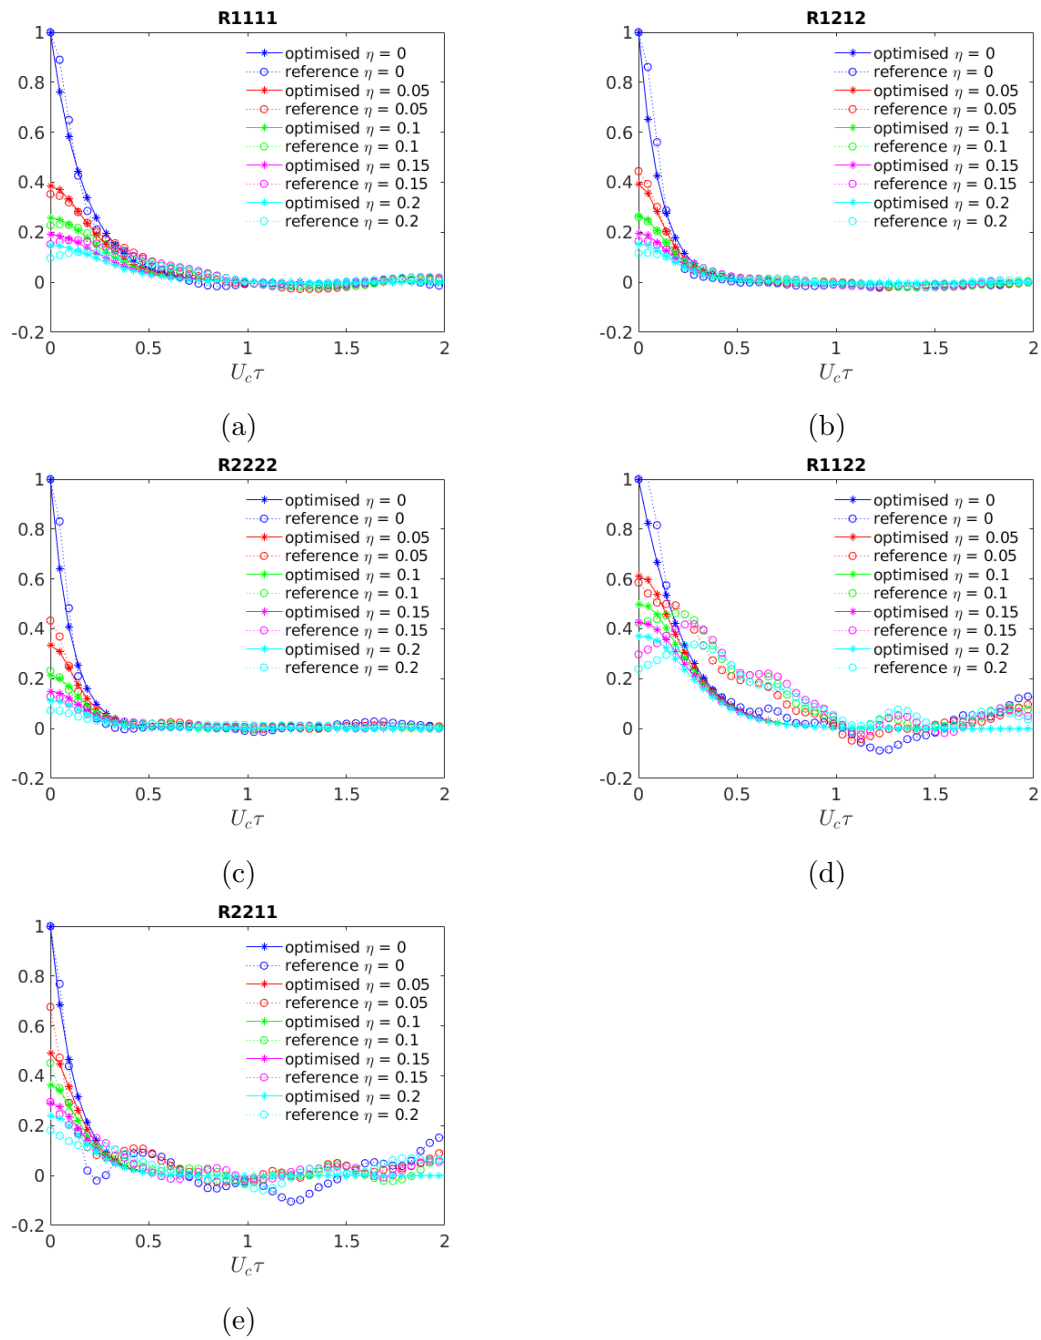 R1111
1
0.8
0.6
0.4
0.2
0
-0.2
0
0.5
1
1.5
2
optimised η = 0
reference η = 0
optimised η = 0.05
reference η = 0.05
optimised η = 0.1
reference η = 0.1
optimised η = 0.15
reference η = 0.15
optimised η = 0.2
reference η = 0.2
U_cτ
(a)
R1212
1
0.8
0.6
0.4
0.2
0
-0.2
0
0.5
1
1.5
2
optimised η = 0
reference η = 0
optimised η = 0.05
reference η = 0.05
optimised η = 0.1
reference η = 0.1
optimised η = 0.15
reference η = 0.15
optimised η = 0.2
reference η = 0.2
U_cτ
(b)
R2222
1
0.8
0.6
0.4
0.2
0
-0.2
0
0.5
1
1.5
2
optimised η = 0
reference η = 0
optimised η = 0.05
reference η = 0.05
optimised η = 0.1
reference η = 0.1
optimised η = 0.15
reference η = 0.15
optimised η = 0.2
reference η = 0.2
U_cτ
(c)
R1122
1
0.8
0.6
0.4
0.2
0
-0.2
0
0.5
1
1.5
2
optimised η = 0
reference η = 0
optimised η = 0.05
reference η = 0.05
optimised η = 0.1
reference η = 0.1
optimised η = 0.15
reference η = 0.15
optimised η = 0.2
reference η = 0.2
U_cτ
(d)
R2211
1
0.8
0.6
0.4
0.2
0
-0.2
0
0.5
1
1.5
2
optimised η = 0
reference η = 0
optimised η = 0.05
reference η = 0.05
optimised η = 0.1
reference η = 0.1
optimised η = 0.15
reference η = 0.15
optimised η = 0.2
reference η = 0.2
U_cτ
(e)